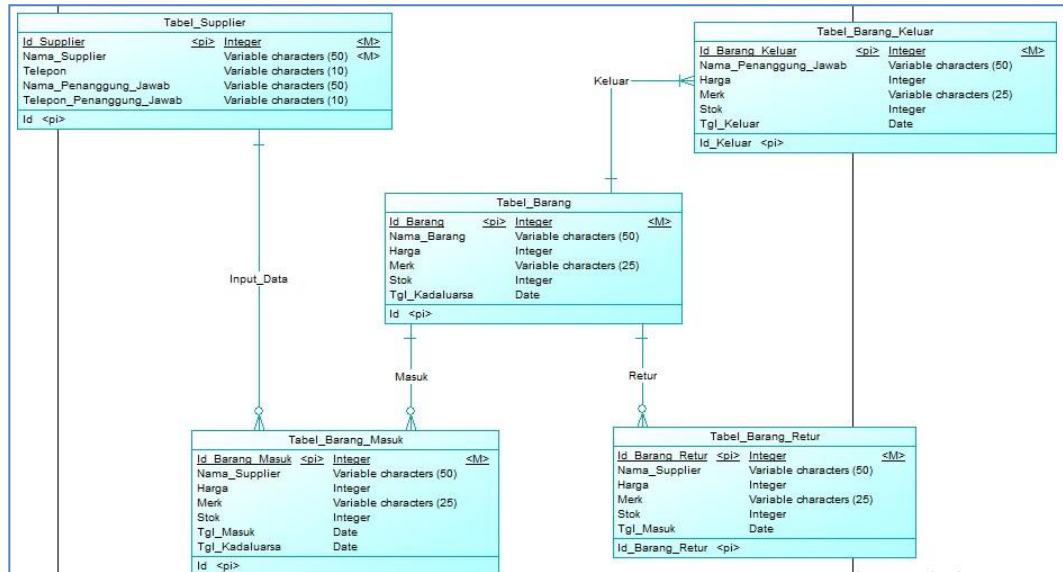 Tabel_Supplier
Id_Supplier <pi> Integer <M>
Nama_Supplier Variable characters (50) <M>
Telepon Variable characters (10)
Nama_Penanggung_Jawab Variable characters (50)
Telepon_Penanggung_Jawab Variable characters (10)
Id <pi>
Tabel_Barang_Keluar
Id_Barang_Keluar <pi> Integer <M>
Nama_Penanggung_Jawab Variable characters (50)
Harga Integer
Merk Variable characters (25)
Stok Integer
Tgl_Keluar Date
Id_Keluar <pi>
Keluar
Tabel_Barang
Id_Barang <pi> Integer <M>
Nama_Barang Variable characters (50)
Harga Integer
Merk Variable characters (25)
Stok Integer
Tgl_Kadaluarsa Date
Id <pi>
Input_Data
Masuk
Retur
Tabel_Barang_Masuk
Id_Barang_Masuk <pi> Integer <M>
Nama_Supplier Variable characters (50)
Harga Integer
Merk Variable characters (25)
Stok Integer
Tgl_Masuk Date
Tgl_Kadaluarsa Date
Id <pi>
Tabel_Barang_Retur
Id_Barang_Retur <pi> Integer <M>
Nama_Supplier Variable characters (50)
Harga Integer
Merk Variable characters (25)
Stok Integer
Tgl_Masuk Date
Id_Barang_Retur <pi>